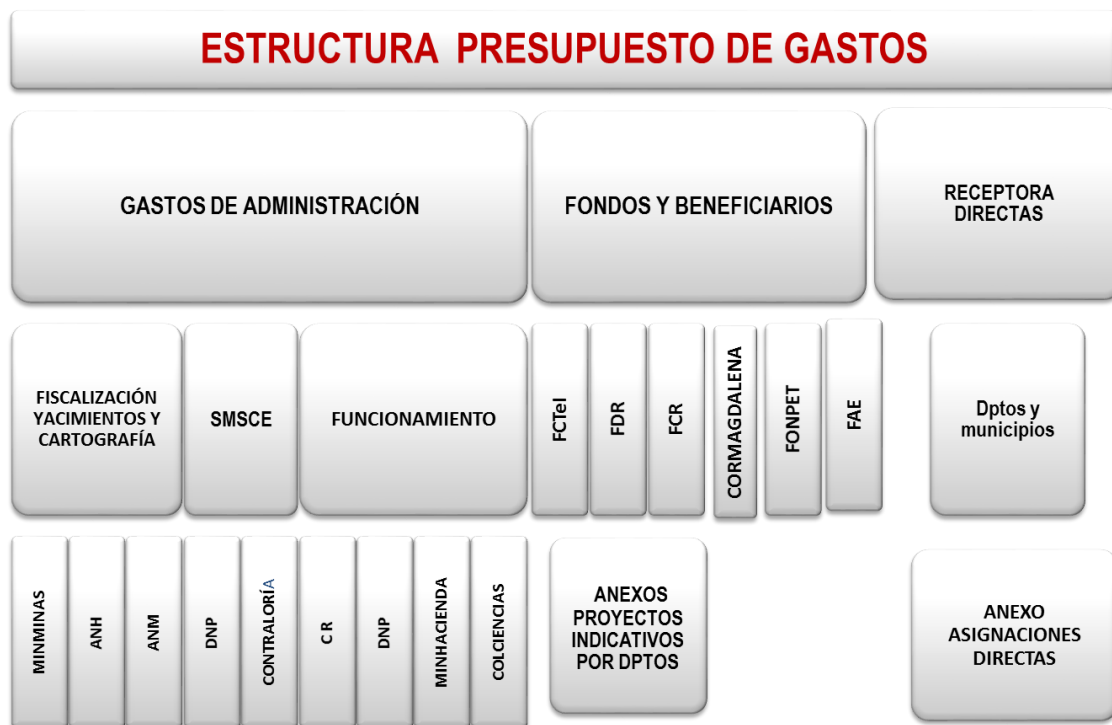 ESTRUCTURA PRESUPUESTO DE GASTOS
GASTOS DE ADMINISTRACIÓN
FONDOS Y BENEFICIARIOS
RECEPTORA
DIRECTAS
FISCALIZACIÓN
YACIMIENTOS Y
CARTOGRAFÍA
SMSCE
FUNCIONAMIENTO
FCTeI
FDR
FCR
CORMAGDALENA
FONPET
FAE
Dptos y
municipios
MINMINAS
ANH
ANM
DNP
CONTRALORÍA
C R
DNP
MINHACIENDA
COLCIENCIAS
ANEXOS
PROYECTOS
INDICATIVOS
POR DPTOS
ANEXO
ASIGNACIONES
DIRECTAS